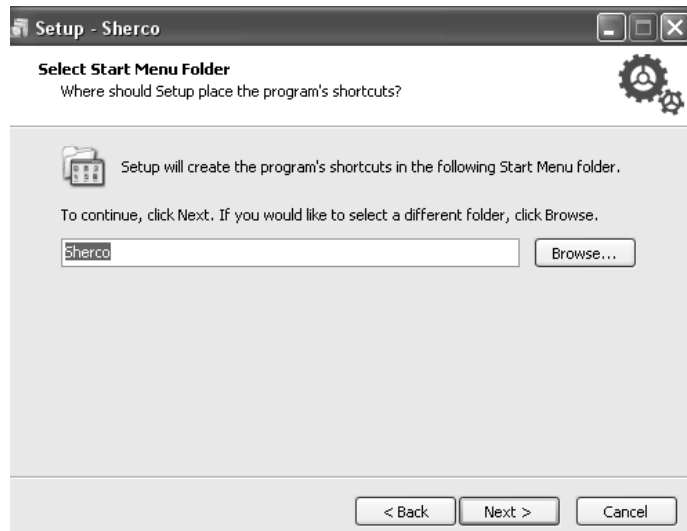 Setup - Sherco
Select Start Menu Folder
Where should Setup place the program's shortcuts?
Setup will create the program's shortcuts in the following Start Menu folder.
To continue, click Next. If you would like to select a different folder, click Browse.
Sherco
Browse...
< Back
Next >
Cancel